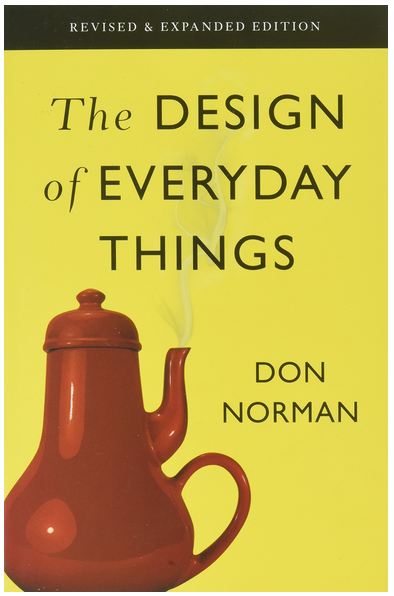 REVISED & EXPANDED EDITION
The DESIGN
of EVERYDAY
THINGS
DON
NORMAN